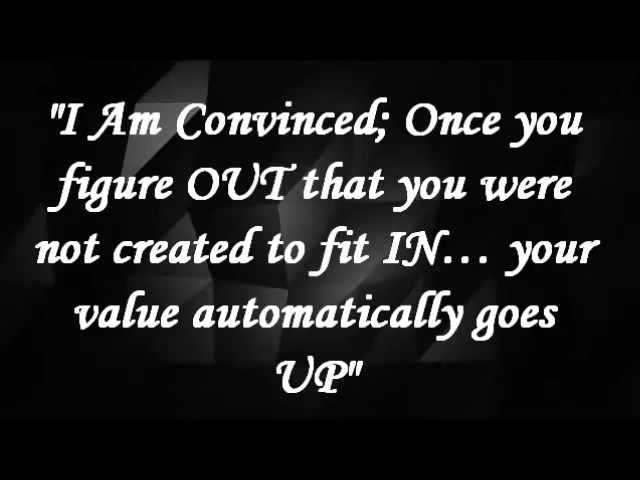 "I Am Convinced; Once you
figure OUT that you were
not created to fit IN... your
value automatically goes
UP"